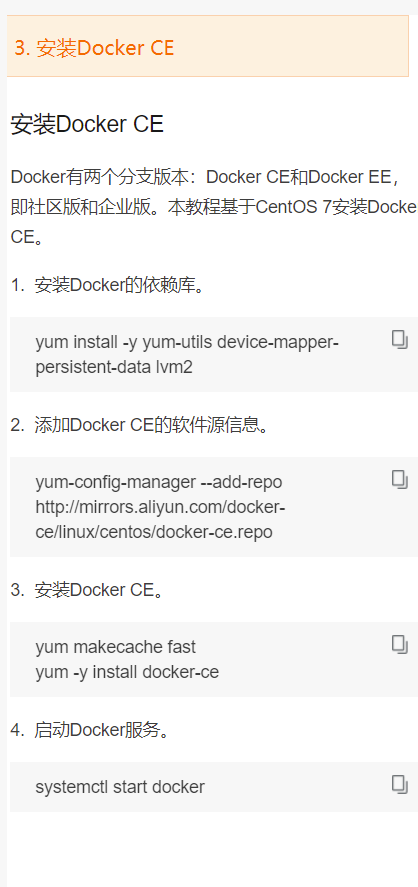 3. 安装Docker CE
安装Docker CE
Docker有两个分支版本：Docker CE和Docker EE，
即社区版和企业版。本教程基于CentOS 7安装Docke
CE。
1. 安装Docker的依赖库。
yum install -y yum-utils device-mapper-
persistent-data lvm2
2. 添加Docker CE的软件源信息。
yum-config-manager --add-repo
http://mirrors.aliyun.com/docker-
ce/linux/centos/docker-ce.repo
3. 安装Docker CE。
yum makecache fast
yum -y install docker-ce
4. 启动Docker服务。
systemctl start docker